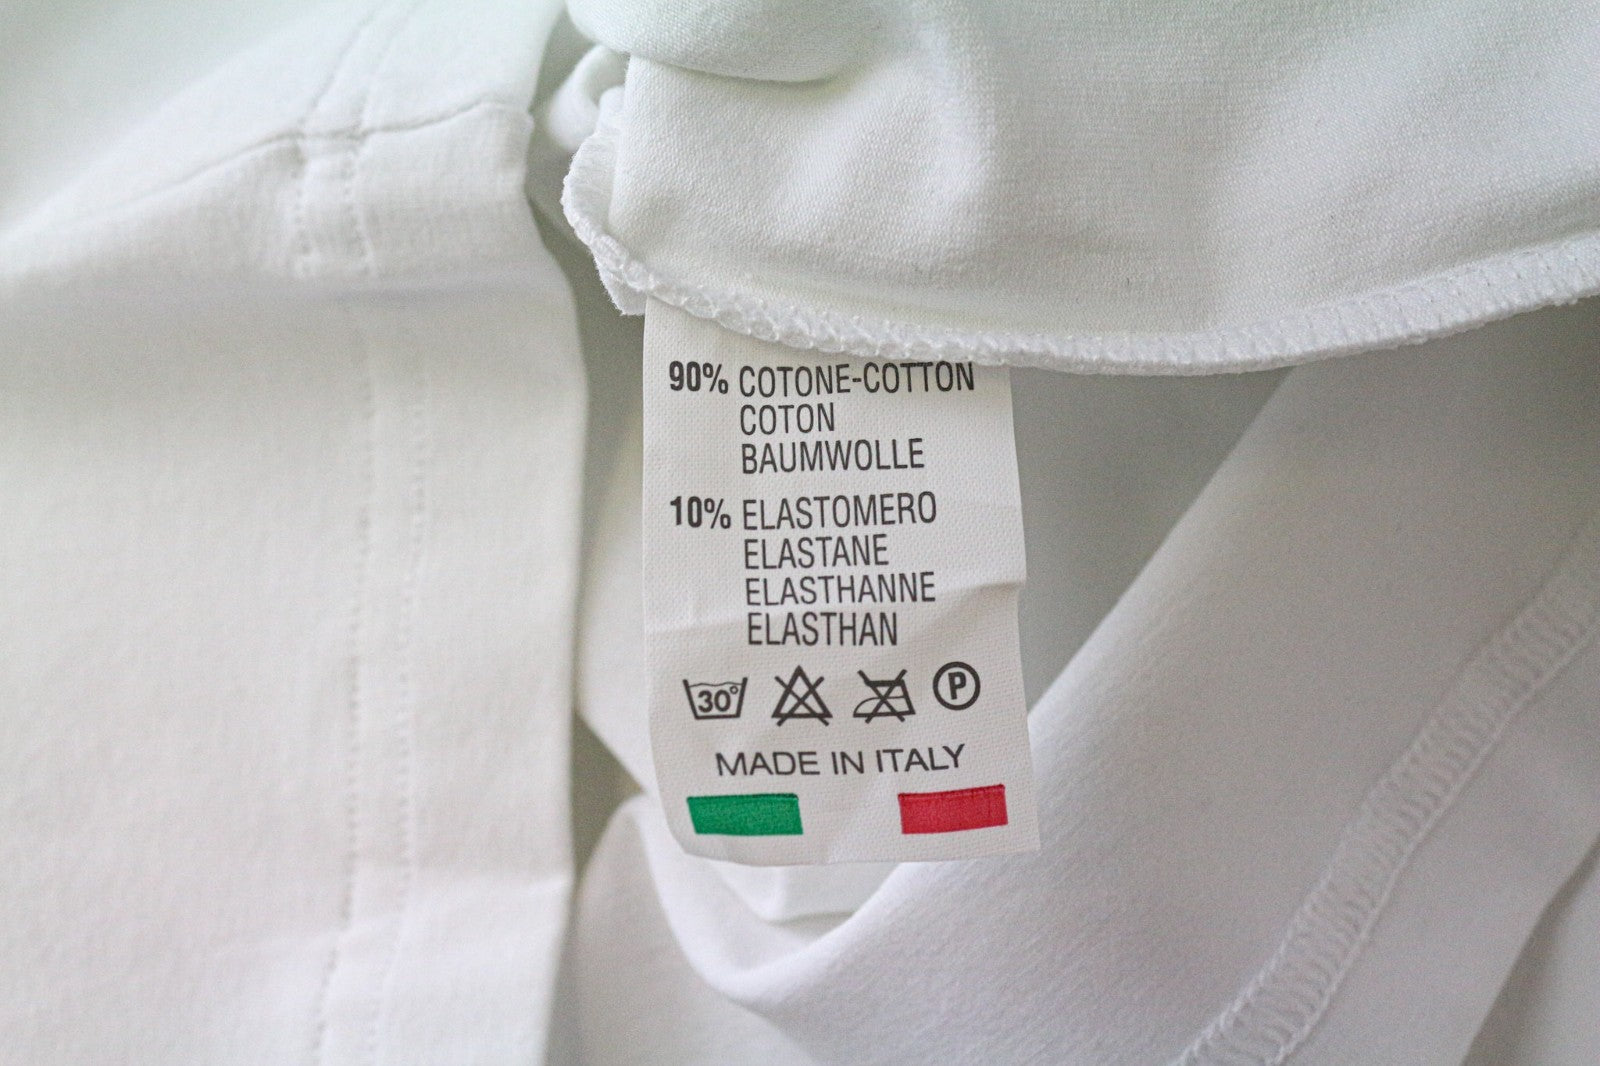 90% COTONE-COTTON
COTON
BAUMWOLLE
10% ELASTOMERO
ELASTANE
ELASTHANNE
ELASTHAN
30° P
MADE IN ITALY